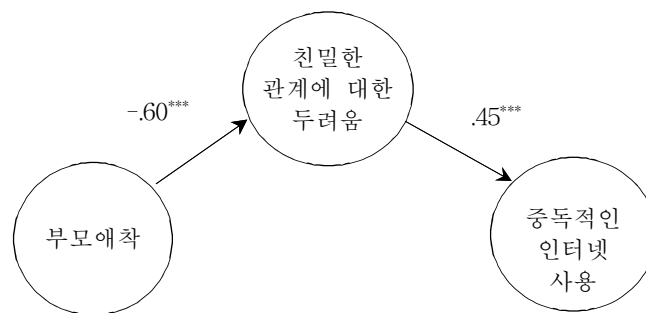 친밀한
관계에 대한
두려움
-.60***
.45***
부모애착
중독적인
인터넷
사용